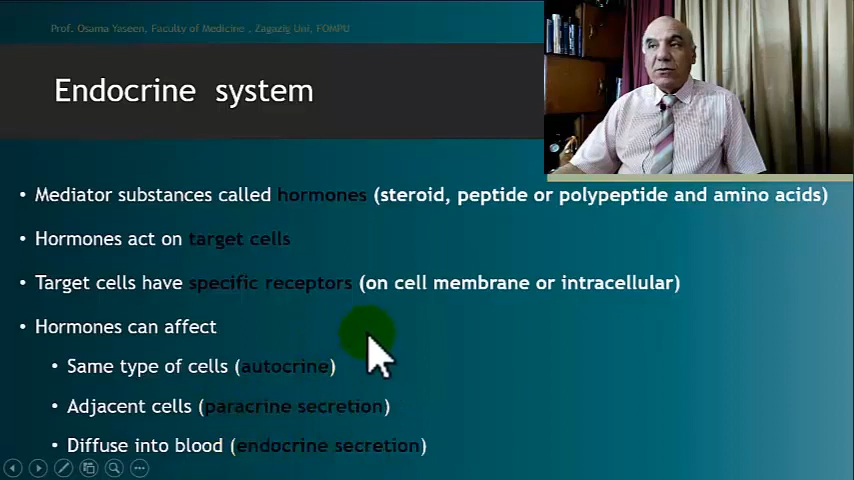 Prof. Osama Yaseen, Faculty of Medicine , Zagazig Uni, FOMPU
Endocrine system
• Mediator substances called hormones (steroid, peptide or polypeptide and amino acids)
• Hormones act on target cells
• Target cells have specific receptors (on cell membrane or intracellular)
• Hormones can affect
• Same type of cells (autocrine)
• Adjacent cells (paracrine secretion)
• Diffuse into blood (endocrine secretion)